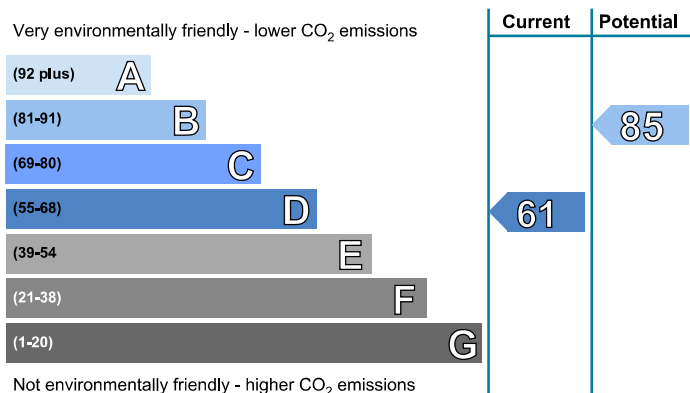 Very environmentally friendly - lower CO2 emissions
Current
Potential
(92 plus) A
(81-91) B
85
(69-80) C
(55-68) D
61
(39-54 E
(21-38) F
(1-20) G
Not environmentally friendly - higher CO2 emissions